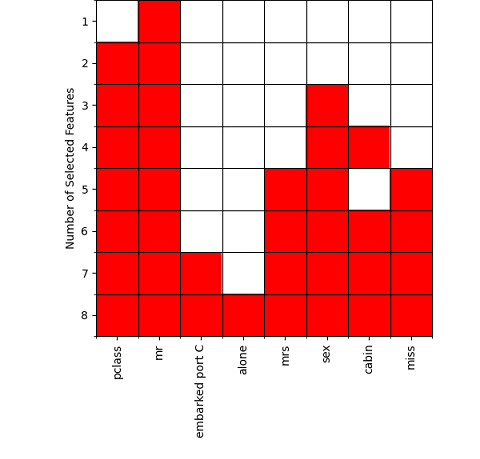 1
2
3
4
5
6
7
8
Number of Selected Features
pclass
mr
embarked port C
alone
mrs
sex
cabin
miss